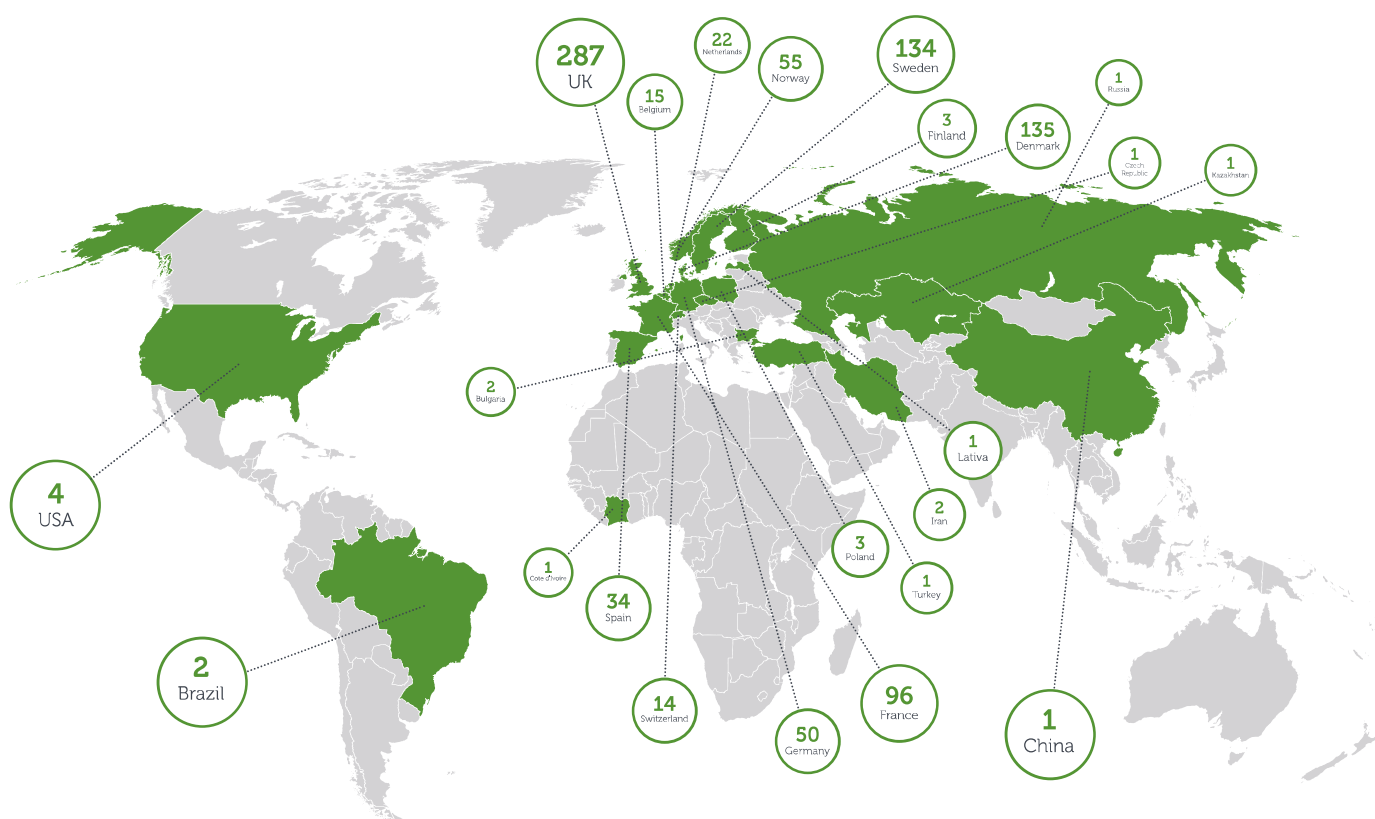 287
UK
22
Netherlands
55
Norway
134
Sweden
15
Belgium
1
Russia
3
Finland
135
Denmark
1
Czech
Republic
1
Kazakhstan
2
Bulgaria
1
Lativa
4
USA
2
Iran
3
Poland
1
Cote d'Ivoire
1
Turkey
34
Spain
2
Brazil
14
Switzerland
96
France
50
Germany
1
China